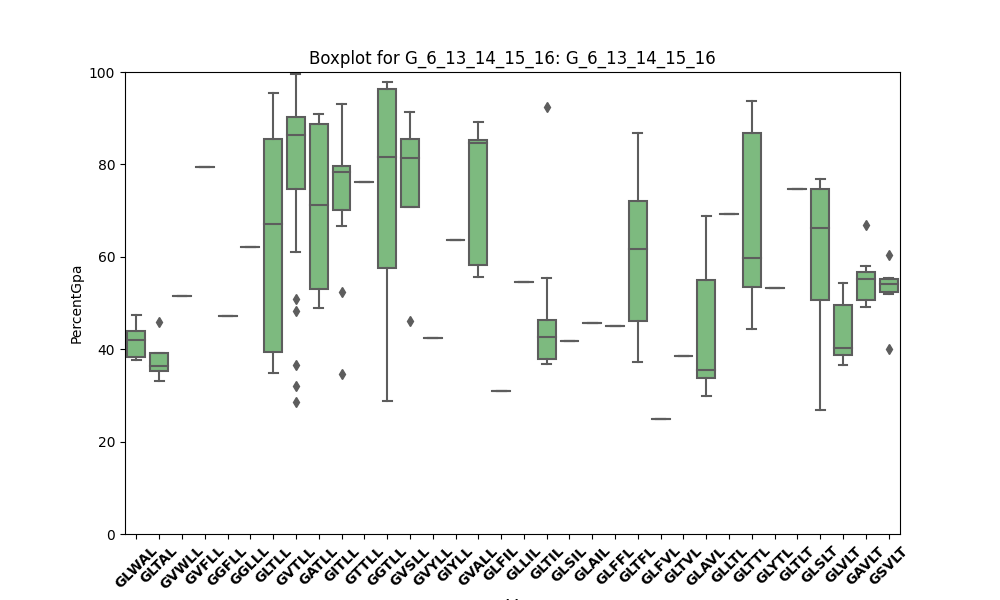 Boxplot for G_6_13_14_15_16: G_6_13_14_15_16
100
80
60
40
20
0
PercentGpa
GLWAL
GLTAL
GVWLL
GVFLL
GGFLL
GGLLL
GLTLL
GVTLL
GATLL
GITLL
GTTLL
GGTLL
GVSLL
GVYLL
GIYLL
GVALL
GLFIL
GLLIL
GLTIL
GLSIL
GLAIL
GLFFL
GLTFL
GLFVL
GLTVL
GLAVL
GLLTL
GLTTL
GLYTL
GLTLT
GLSLT
GLVLT
GAVLT
GSVLT